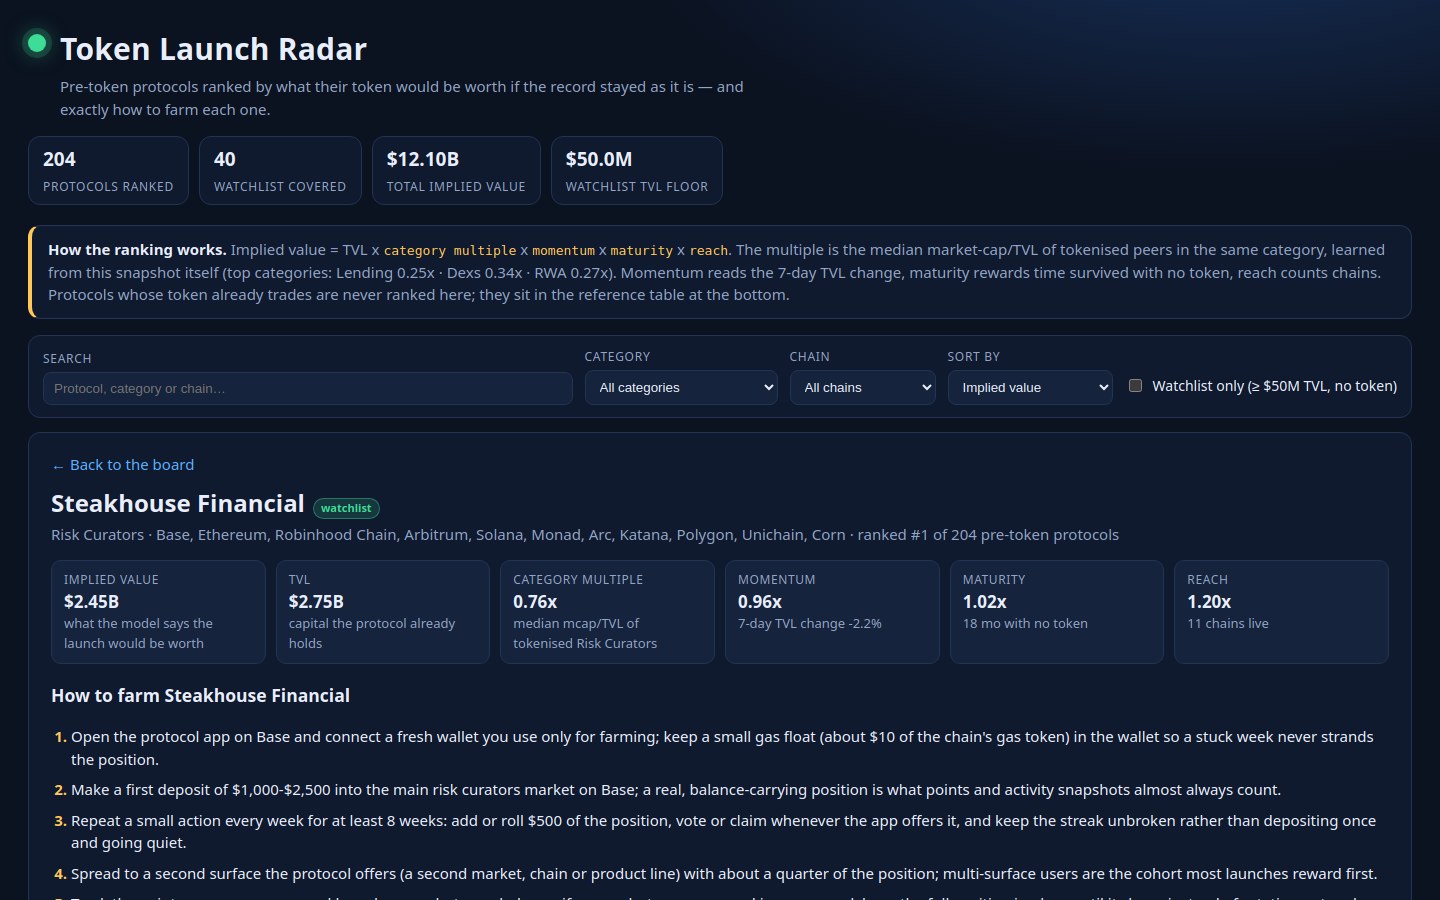 Token Launch Radar
Pre-token protocols ranked by what their token would be worth if the record stayed as it is — and
exactly how to farm each one.
204
PROTOCOLS RANKED
40
WATCHLIST COVERED
$12.10B
TOTAL IMPLIED VALUE
$50.0M
WATCHLIST TVL FLOOR
How the ranking works. Implied value = TVL x category multiple x momentum x maturity x reach. The multiple is the median market-cap/TVL of tokenised peers in the same category, learned
from this snapshot itself (top categories: Lending 0.25x · Dexs 0.34x · RWA 0.27x). Momentum reads the 7-day TVL change, maturity rewards time survived with no token, reach counts chains.
Protocols whose token already trades are never ranked here; they sit in the reference table at the bottom.
SEARCH
Protocol, category or chain...
CATEGORY
All categories
CHAIN
All chains
SORT BY
Implied value
Watchlist only (≥ $50M TVL, no token)
← Back to the board
Steakhouse Financial watchlist
Risk Curators · Base, Ethereum, Robinhood Chain, Arbitrum, Solana, Monad, Arc, Katana, Polygon, Unichain, Corn · ranked #1 of 204 pre-token protocols
IMPLIED VALUE
$2.45B
what the model says the
launch would be worth
TVL
$2.75B
capital the protocol already
holds
CATEGORY MULTIPLE
0.76x
median mcap/TVL of
tokenised Risk Curators
MOMENTUM
0.96x
7-day TVL change -2.2%
MATURITY
1.02x
18 mo with no token
REACH
1.20x
11 chains live
How to farm Steakhouse Financial
1. Open the protocol app on Base and connect a fresh wallet you use only for farming; keep a small gas float (about $10 of the chain's gas token) in the wallet so a stuck week never strands
the position.
2. Make a first deposit of $1,000-$2,500 into the main risk curators market on Base; a real, balance-carrying position is what points and activity snapshots almost always count.
3. Repeat a small action every week for at least 8 weeks: add or roll $500 of the position, vote or claim whenever the app offers it, and keep the streak unbroken rather than depositing once
and going quiet.
4. Spread to a second surface the protocol offers (a second market, chain or product line) with about a quarter of the position; multi-surface users are the cohort most launches reward first.